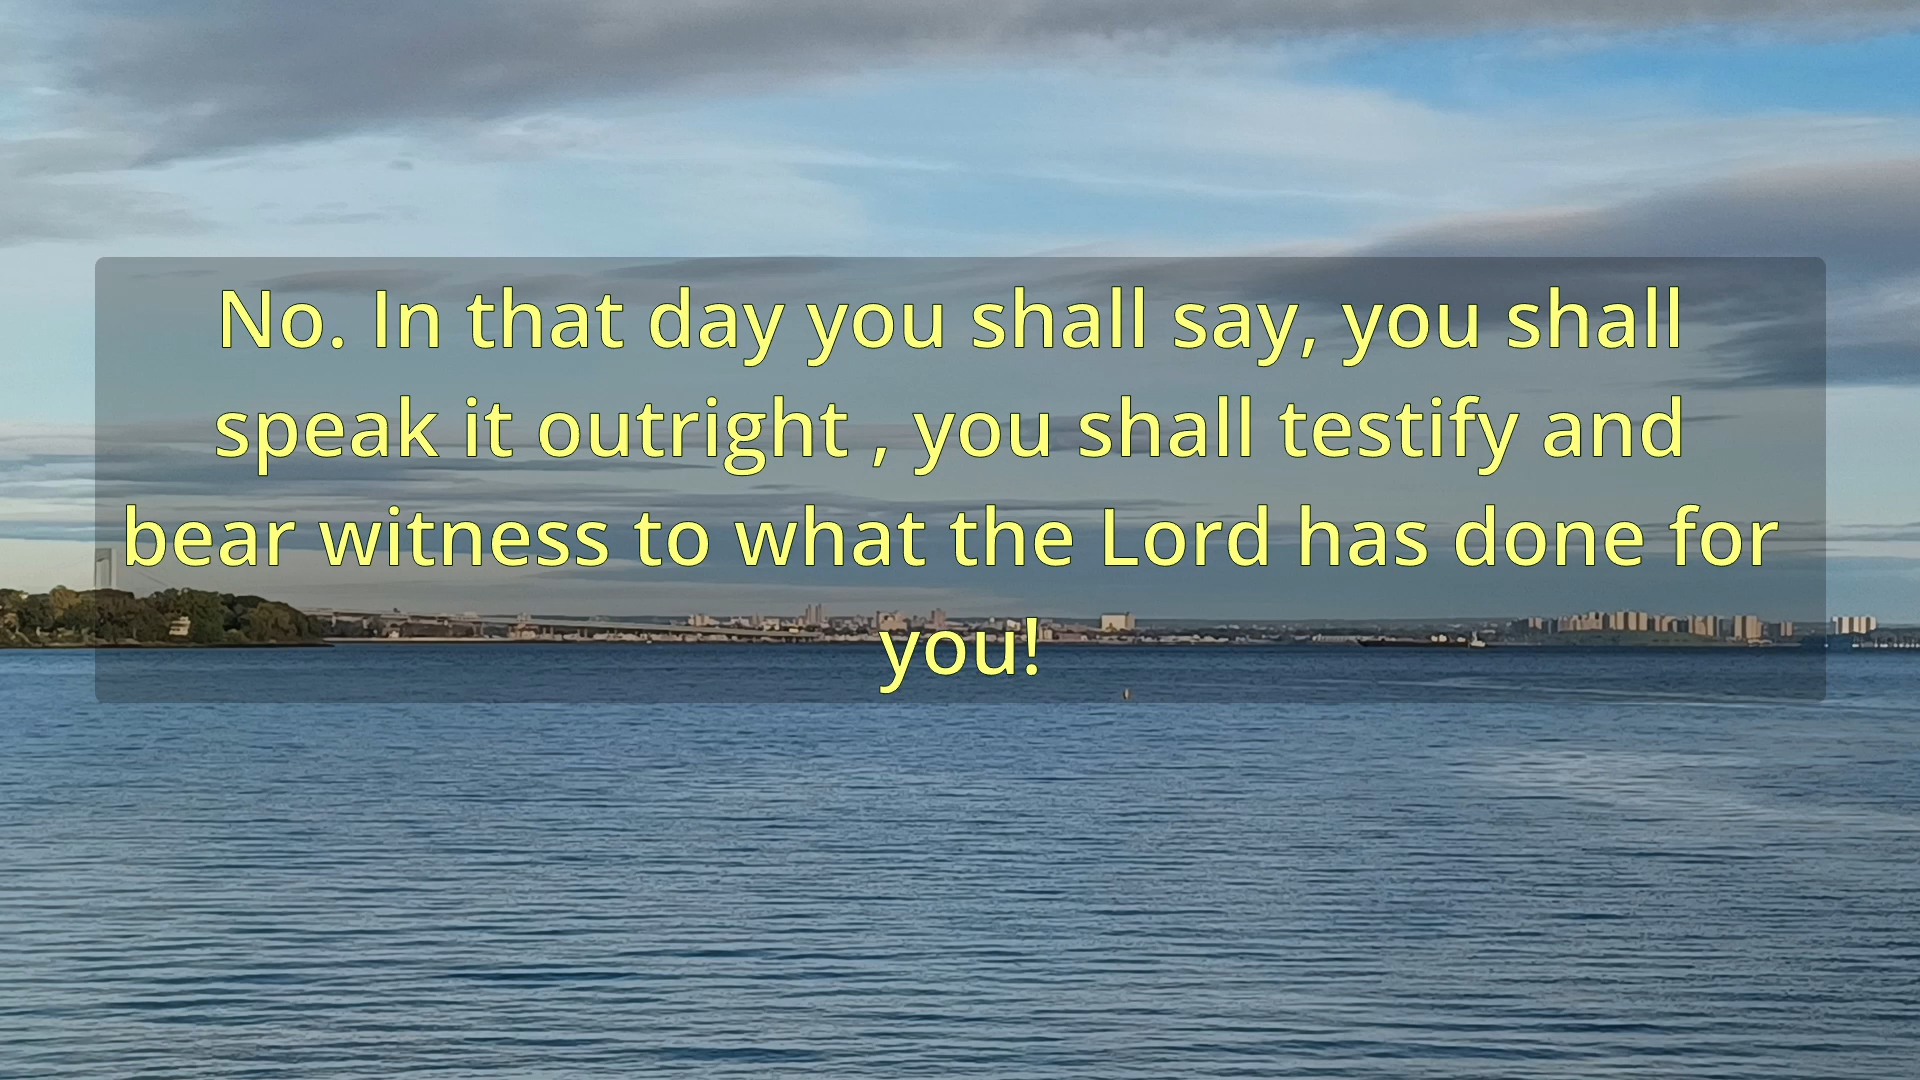 No. In that day you shall say, you shall
speak it outright , you shall testify and
bear witness to what the Lord has done for
you!